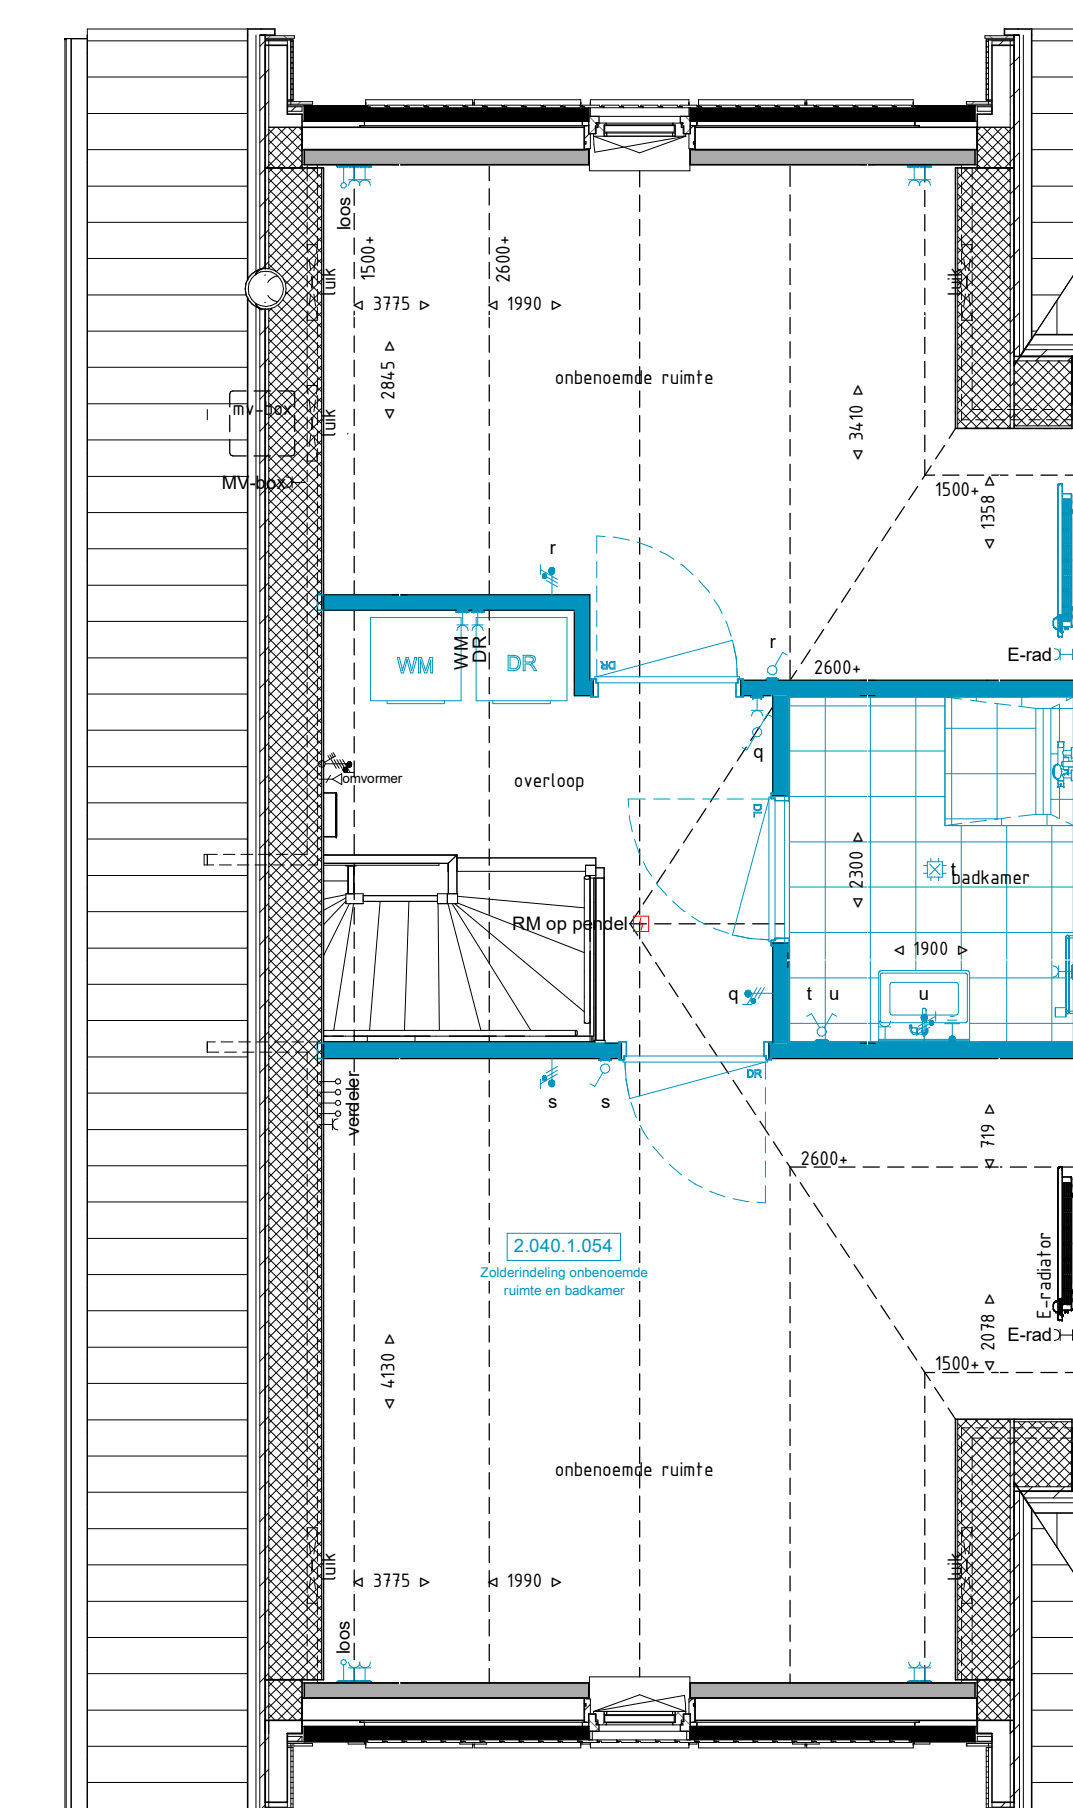 loos
1500+
2600+
luik
luik
3775
1990
2845
onbenoemde ruimte
3410
mv-box
luik
MV-box
1500+
1358
r
WM
DR
WM
DR
DR
r
2600+
E-rad
q
omvormer
overloop
DL
2300
t
badkamer
RM op pendel
1900
q
t
u
u
verdeler
s
s
DR
719
2600+
2.040.1.054
Zolderindeling onbenoemde
ruimte en badkamer
E-radiator
2078
E-rad
1500+
4130
onbenoemde ruimte
luik
luik
3775
1990
loos